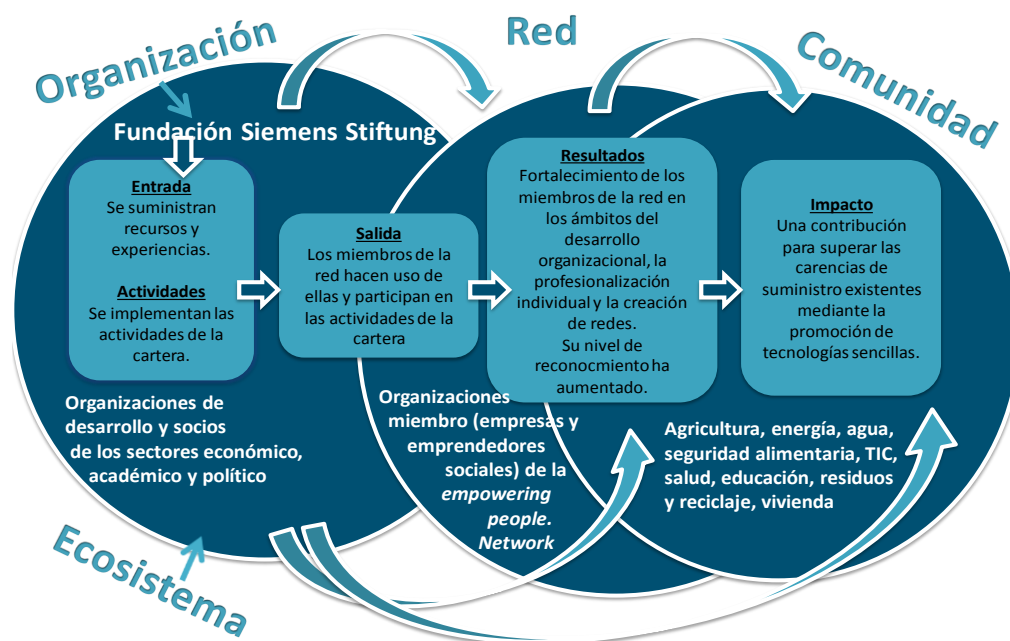 Organización
Red
Comunidad
Fundación Siemens Stiftung
Entrada
Se suministran
recursos y
experiencias.
Actividades
Se implementan las
actividades de la
cartera.
Salida
Los miembros de la
red hacen uso de
ellas y participan en
las actividades de la
cartera
Resultados
Fortalecimiento de los
miembros de la red en
los ámbitos del
desarrollo
organizacional, la
profesionalización
individual y la creación
de redes.
Su nivel de
reconocmiento ha
aumentado.
Impacto
Una contribución
para superar las
carencias de
suministro existentes
mediante la
promoción de
tecnologías sencillas.
Organizaciones de
desarrollo y socios
de los sectores económico,
académico y político
Organizaciones
miembro (empresas y
emprendedores
sociales) de la
empowering
people.
Network
Agricultura, energía, agua,
seguridad alimentaria, TIC,
salud, educación, residuos
y reciclaje, vivienda
Ecosistema